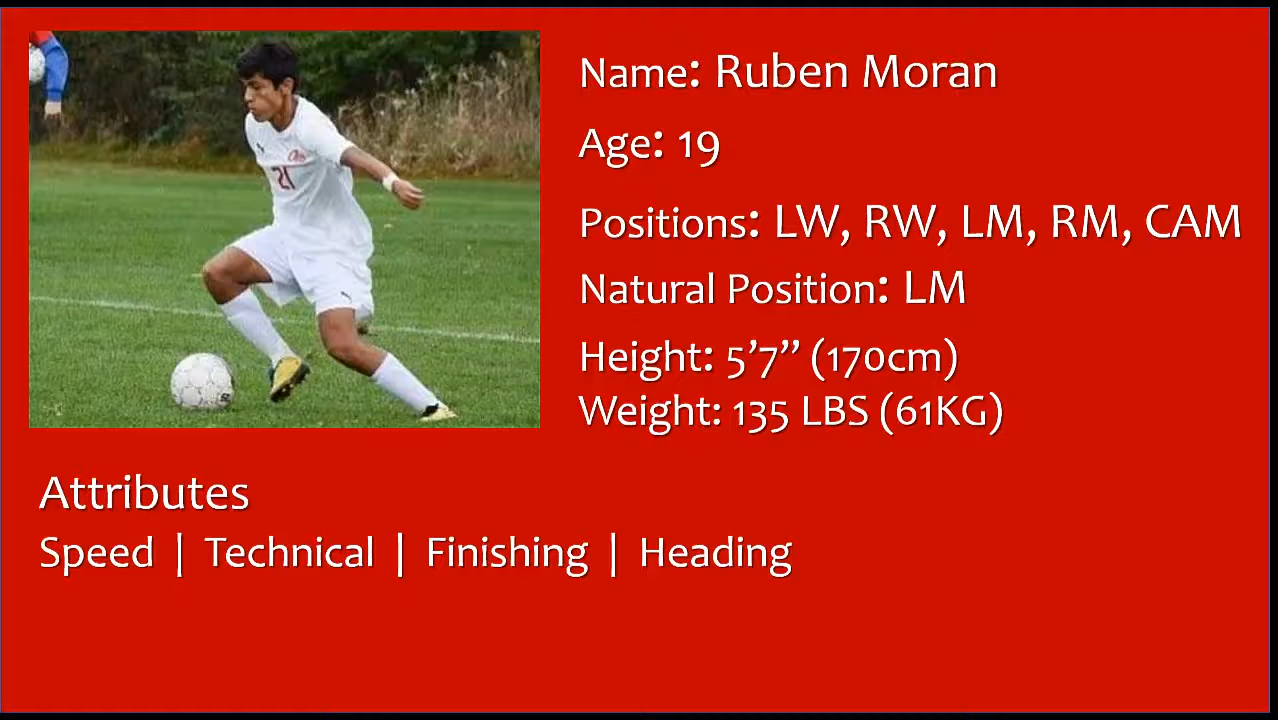 Name: Ruben Moran
Age: 19
Positions: LW, RW, LM, RM, CAM
Natural Position: LM
Height: 5’7” (170cm)
Weight: 135 LBS (61KG)
21
Attributes
Speed | Technical | Finishing | Heading